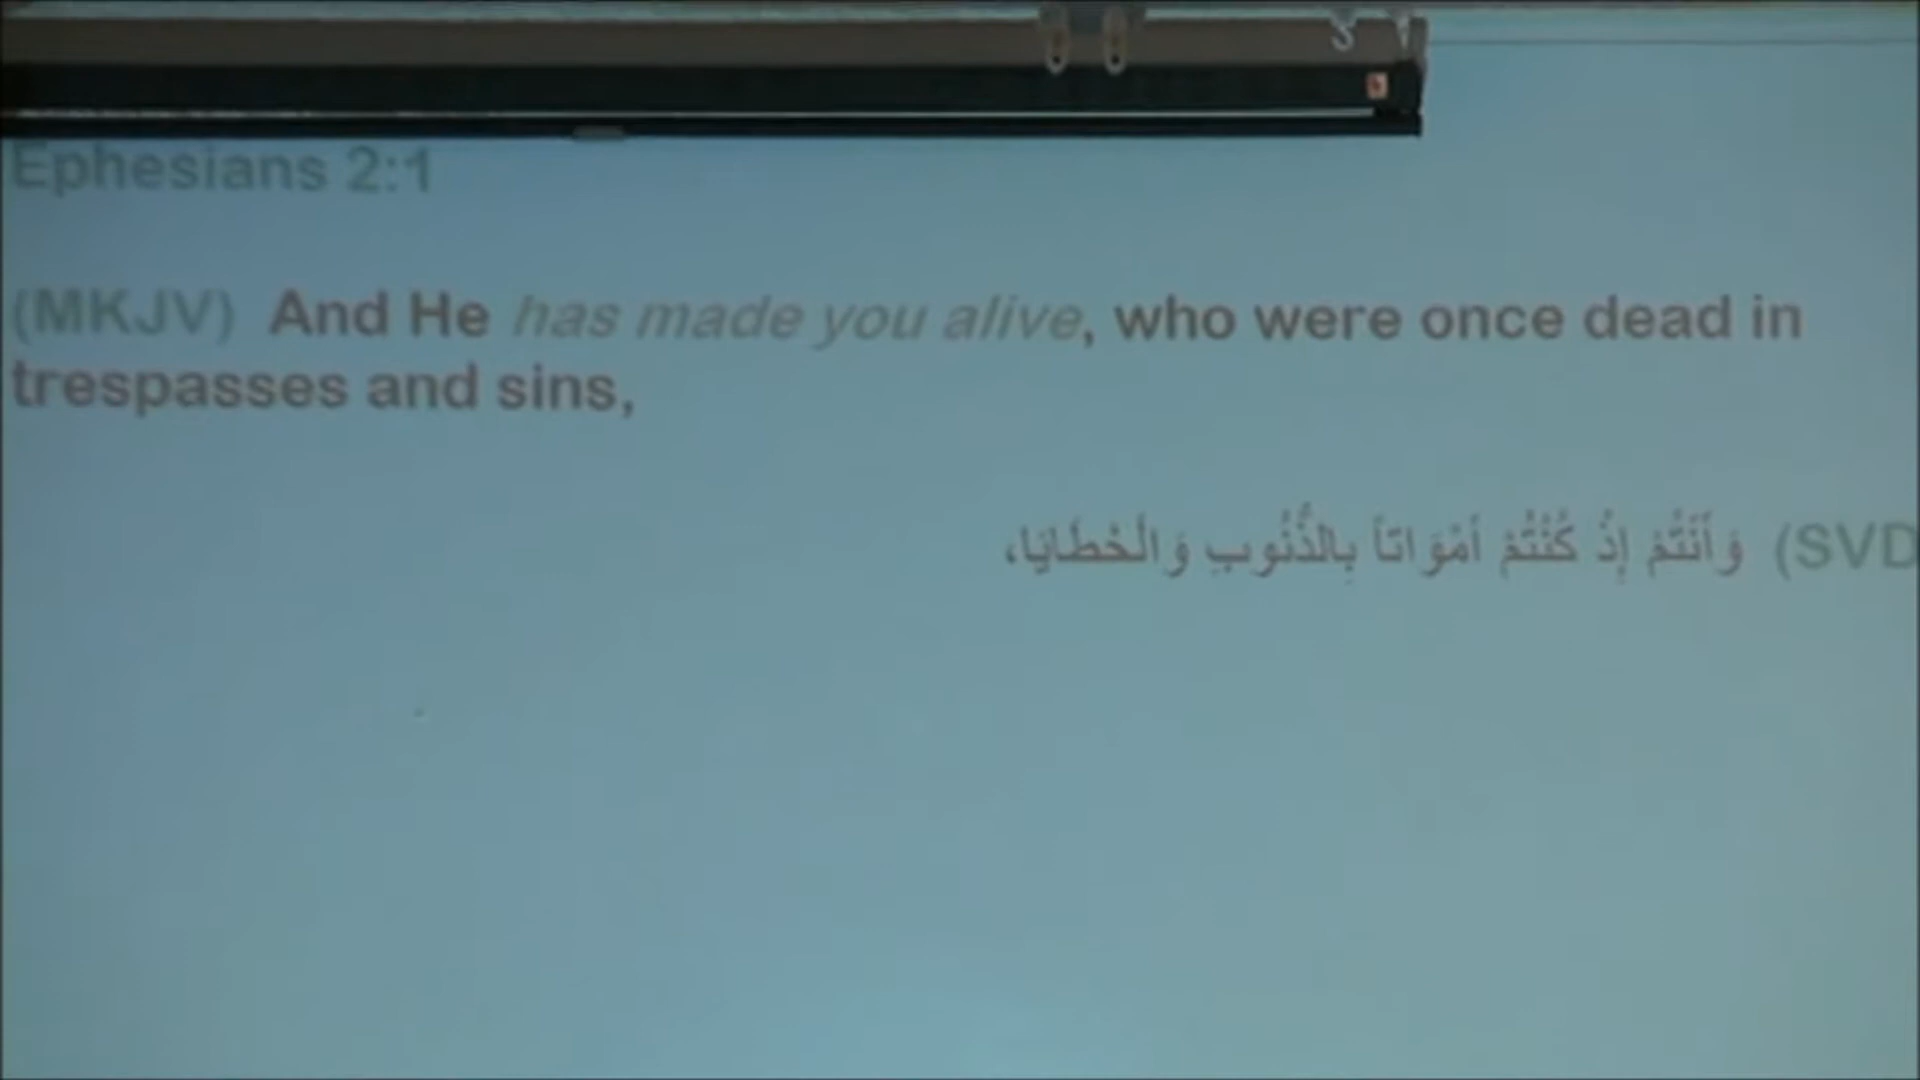 Ephesians 2:1
(MKJV) And He has made you alive, who were once dead in
trespasses and sins,
(SVD وَأَنْتُمْ إِذْ كُنْتُمْ أَمْوَاتاً بِالذُّنُوبِ وَالْخَطَايَا،